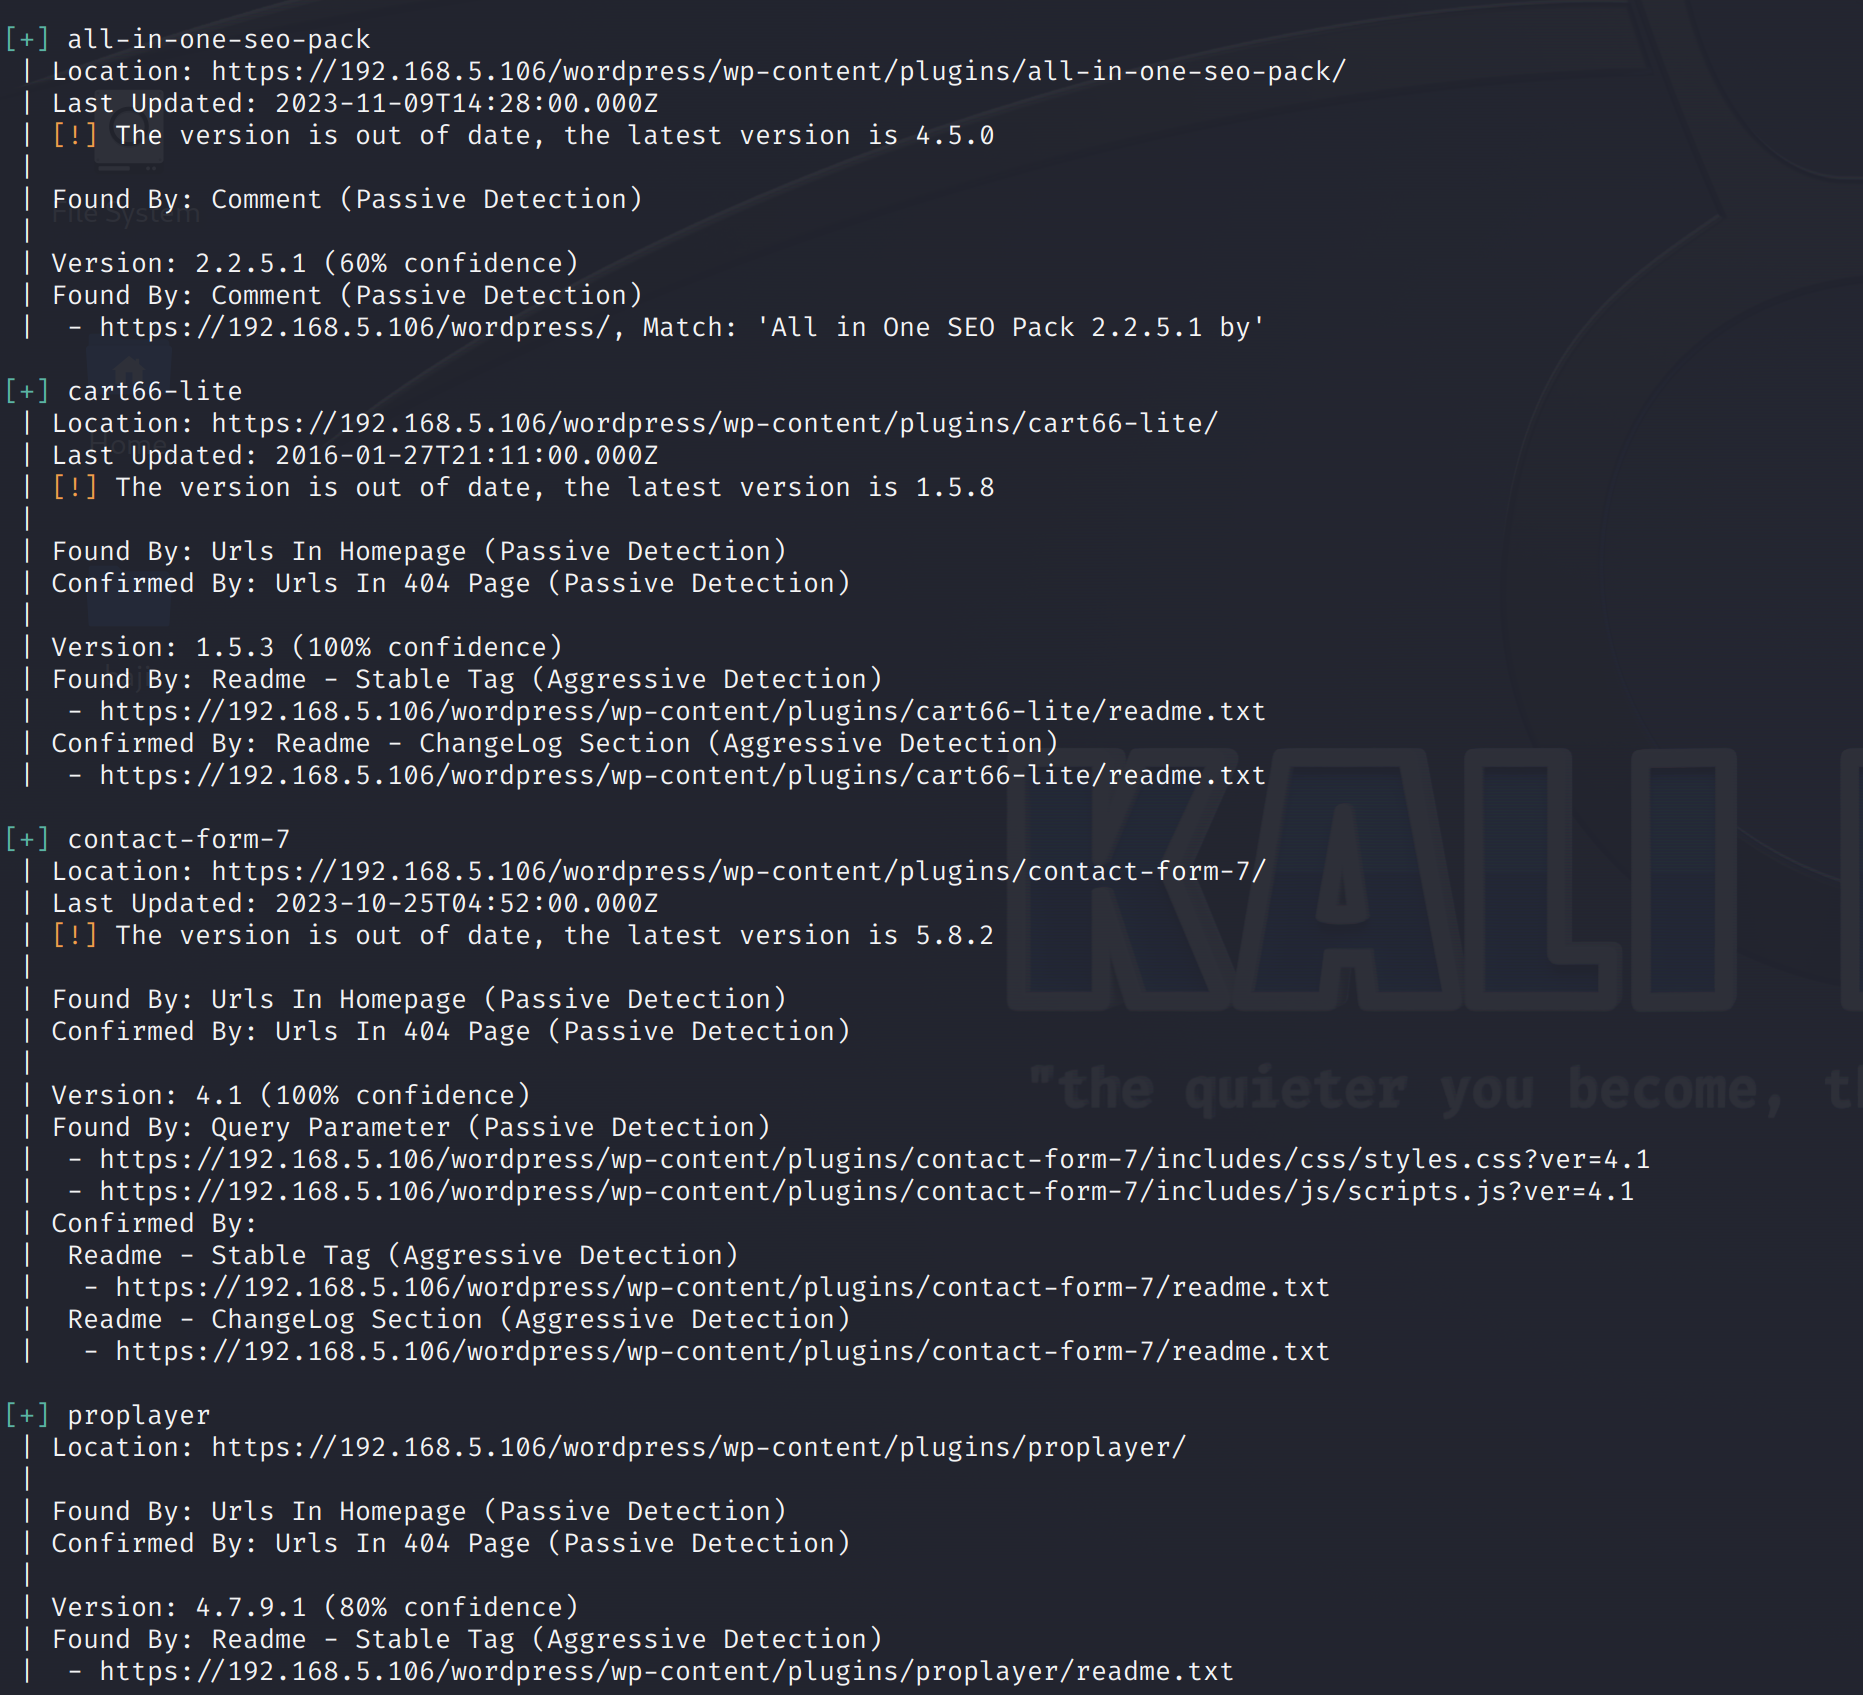 [+] all-in-one-seo-pack
| Location: https://192.168.5.106/wordpress/wp-content/plugins/all-in-one-seo-pack/
| Last Updated: 2023-11-09T14:28:00.000Z
| [!] The version is out of date, the latest version is 4.5.0
|
| Found By: Comment (Passive Detection)
File System
|
| Version: 2.2.5.1 (60% confidence)
| Found By: Comment (Passive Detection)
|  - https://192.168.5.106/wordpress/, Match: 'All in One SEO Pack 2.2.5.1 by'
[+] cart66-lite
| Location: https://192.168.5.106/wordpress/wp-content/plugins/cart66-lite/
Home
| Last Updated: 2016-01-27T21:11:00.000Z
| [!] The version is out of date, the latest version is 1.5.8
|
| Found By: Urls In Homepage (Passive Detection)
| Confirmed By: Urls In 404 Page (Passive Detection)
|
| Version: 1.5.3 (100% confidence)
| Found By: Readme - Stable Tag (Aggressive Detection)
|  - https://192.168.5.106/wordpress/wp-content/plugins/cart66-lite/readme.txt
| Confirmed By: Readme - ChangeLog Section (Aggressive Detection)
|  - https://192.168.5.106/wordpress/wp-content/plugins/cart66-lite/readme.txt
[+] contact-form-7
| Location: https://192.168.5.106/wordpress/wp-content/plugins/contact-form-7/
| Last Updated: 2023-10-25T04:52:00.000Z
| [!] The version is out of date, the latest version is 5.8.2
KALI
|
| Found By: Urls In Homepage (Passive Detection)
| Confirmed By: Urls In 404 Page (Passive Detection)
|
"the quieter you become, th
| Version: 4.1 (100% confidence)
| Found By: Query Parameter (Passive Detection)
|  - https://192.168.5.106/wordpress/wp-content/plugins/contact-form-7/includes/css/styles.css?ver=4.1
|  - https://192.168.5.106/wordpress/wp-content/plugins/contact-form-7/includes/js/scripts.js?ver=4.1
| Confirmed By:
|  Readme - Stable Tag (Aggressive Detection)
|   - https://192.168.5.106/wordpress/wp-content/plugins/contact-form-7/readme.txt
|  Readme - ChangeLog Section (Aggressive Detection)
|   - https://192.168.5.106/wordpress/wp-content/plugins/contact-form-7/readme.txt
[+] proplayer
| Location: https://192.168.5.106/wordpress/wp-content/plugins/proplayer/
|
| Found By: Urls In Homepage (Passive Detection)
| Confirmed By: Urls In 404 Page (Passive Detection)
|
| Version: 4.7.9.1 (80% confidence)
| Found By: Readme - Stable Tag (Aggressive Detection)
|  - https://192.168.5.106/wordpress/wp-content/plugins/proplayer/readme.txt